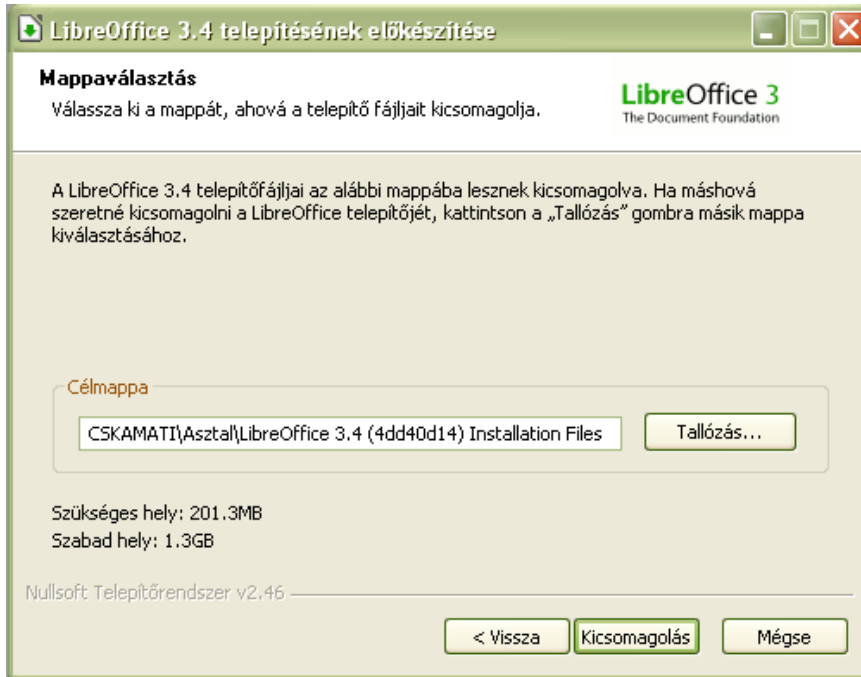 LibreOffice 3.4 telepítésének előkészítése
Mappaválasztás
Válassza ki a mappát, ahová a telepítő fájljait kicsomagolja.
LibreOffice 3
The Document Foundation
A LibreOffice 3.4 telepítőfájljai az alábbi mappába lesznek kicsomagolva. Ha máshová
szeretné kicsomagolni a LibreOffice telepítőjét, kattintson a „Tallózás” gombra másik mappa
kiválasztásához.
Célmappa
CSKAMATI\Asztal\LibreOffice 3.4 (4dd40d14) Installation Files
Tallózás...
Szükséges hely: 201.3MB
Szabad hely: 1.3GB
Nullsoft Telepítőrendszer v2.46
< Vissza
Kicsomagolás
Mégse